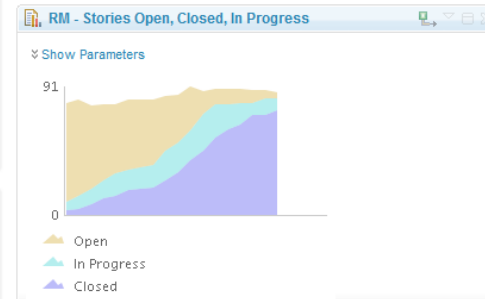 RM - Stories Open, Closed, In Progress
Show Parameters
91
0
Open
In Progress
Closed